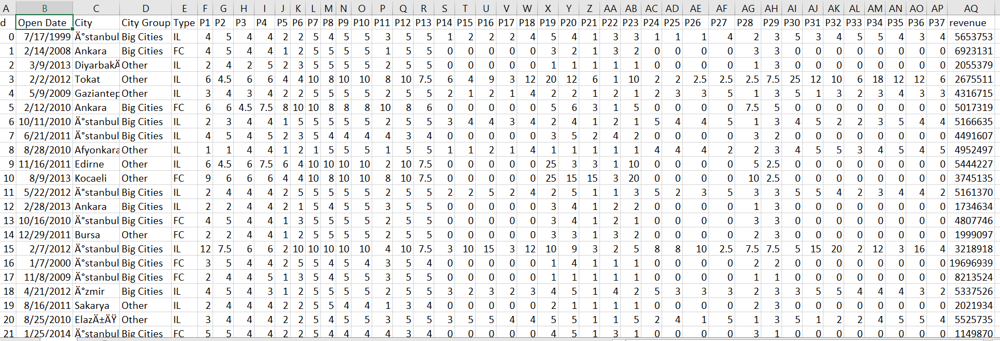 A B C D E F G H I J K L M N O P Q R S T U V W X Y Z AA AB AC AD AE AF AG AH AI AJ AK AL AM AN AO AP AQ
d Open Date City City Group Type P1 P2 P3 P4 P5 P6 P7 P8 P9 P10 P11 P12 P13 P14 P15 P16 P17 P18 P19 P20 P21 P22 P23 P24 P25 P26 P27 P28 P29 P30 P31 P32 P33 P34 P35 P36 P37 revenue
0 7/17/1999 Ä°stanbul Big Cities IL 4 5 4 4 2 2 5 4 5 5 3 5 5 1 2 2 2 4 5 4 1 3 3 1 1 1 4 2 3 5 3 4 5 5 4 3 4 5653753
1 2/14/2008 Ankara Big Cities FC 4 5 4 4 1 2 5 5 5 5 1 5 5 0 0 0 0 0 3 2 1 3 2 0 0 0 0 3 3 0 0 0 0 0 0 0 0 6923131
2 3/9/2013 DiyarbakÄ Other IL 2 4 2 5 2 3 5 5 5 5 2 5 5 0 0 0 0 0 1 1 1 1 1 0 0 0 0 1 3 0 0 0 0 0 0 0 0 2055379
3 2/2/2012 Tokat Other IL 6 4.5 6 6 4 4 10 8 10 10 8 10 7.5 6 4 9 3 12 20 12 6 1 10 2 2 2.5 2.5 2.5 7.5 25 12 10 6 18 12 12 6 2675511
4 5/9/2009 Gaziantep Other IL 3 4 3 4 2 2 5 5 5 5 2 5 5 2 1 2 1 4 2 2 1 2 1 2 3 3 5 1 3 5 1 3 2 3 4 3 3 4316715
5 2/12/2010 Ankara Big Cities FC 6 6 4.5 7.5 8 10 10 8 8 8 10 8 6 0 0 0 0 0 5 6 3 1 5 0 0 0 0 7.5 5 0 0 0 0 0 0 0 0 5017319
6 10/11/2010 Ä°stanbul Big Cities IL 2 3 4 4 1 5 5 5 5 5 2 5 5 3 4 4 3 4 2 4 1 2 1 5 4 4 5 1 3 4 5 2 2 3 5 4 4 5166635
7 6/21/2011 Ä°stanbul Big Cities IL 4 5 4 5 2 3 5 4 4 4 4 3 4 0 0 0 0 0 3 5 2 4 2 0 0 0 0 3 2 0 0 0 0 0 0 0 0 4491607
8 8/28/2010 Afyonkara Other IL 1 1 4 4 1 2 1 5 5 5 1 5 5 1 1 2 1 4 1 1 1 1 1 4 4 4 2 2 3 4 5 5 3 4 5 4 5 4952497
9 11/16/2011 Edirne Other IL 6 4.5 6 7.5 6 4 10 10 10 10 2 10 7.5 0 0 0 0 0 25 3 3 1 10 0 0 0 0 5 2.5 0 0 0 0 0 0 0 0 5444227
10 8/9/2013 Kocaeli Other FC 9 6 6 6 4 4 10 8 10 10 8 10 7.5 0 0 0 0 0 25 15 15 3 20 0 0 0 0 10 2.5 0 0 0 0 0 0 0 0 3745135
11 5/22/2012 Ä°stanbul Big Cities IL 2 4 4 4 2 5 5 5 5 5 2 5 5 2 2 5 2 4 2 5 1 1 3 5 2 3 5 3 3 5 5 4 2 3 4 4 2 5161370
12 2/28/2013 Ankara Big Cities IL 2 2 4 4 2 1 5 4 5 5 3 5 5 0 0 0 0 0 3 4 1 2 2 0 0 0 0 1 3 0 0 0 0 0 0 0 0 1734634
13 10/16/2010 Ä°stanbul Big Cities FC 4 5 4 4 1 3 5 5 5 5 2 5 5 0 0 0 0 0 3 4 1 2 1 0 0 0 0 3 3 0 0 0 0 0 0 0 0 4807746
14 12/29/2011 Bursa Other FC 2 2 4 4 1 2 5 5 5 5 2 5 5 0 0 0 0 0 3 3 1 3 2 0 0 0 0 2 3 0 0 0 0 0 0 0 0 1999097
15 2/7/2012 Ä°stanbul Big Cities IL 12 7.5 6 6 2 10 10 10 10 10 4 10 7.5 3 10 15 3 12 10 9 3 2 5 8 8 10 2.5 7.5 7.5 5 15 20 2 12 3 16 4 3218918
16 1/7/2000 Ä°stanbul Big Cities FC 3 5 4 4 2 5 5 4 5 4 3 5 4 0 0 0 0 0 1 4 1 1 1 0 0 0 0 2 2 0 0 0 0 0 0 0 0 19696939
17 11/8/2009 Ä°stanbul Big Cities FC 2 4 4 5 1 3 5 4 5 5 3 5 5 0 0 0 0 0 1 1 1 1 1 0 0 0 0 1 1 0 0 0 0 0 0 0 0 8213524
18 4/21/2012 Ä°zmir Big Cities IL 4 5 4 3 1 2 5 5 5 5 2 5 5 3 2 3 2 3 4 5 1 4 2 5 3 3 3 2 3 3 5 5 4 4 4 3 2 5337526
19 8/16/2011 Sakarya Other IL 2 4 4 4 2 2 5 5 4 4 1 3 4 0 0 0 0 0 2 1 1 1 1 0 0 0 0 2 3 0 0 0 0 0 0 0 0 2021934
20 8/25/2010 ElazÄ±ÄŸ Other IL 3 4 4 4 2 2 5 4 5 5 3 5 5 3 5 5 4 4 5 5 1 1 5 2 4 1 5 1 3 5 1 2 2 4 5 5 4 5525735
21 1/25/2014 Ä°stanbul Big Cities FC 5 5 4 4 2 2 5 4 4 4 4 3 4 0 0 0 0 0 4 5 1 3 1 0 0 0 0 3 1 0 0 0 0 0 0 0 0 1149870